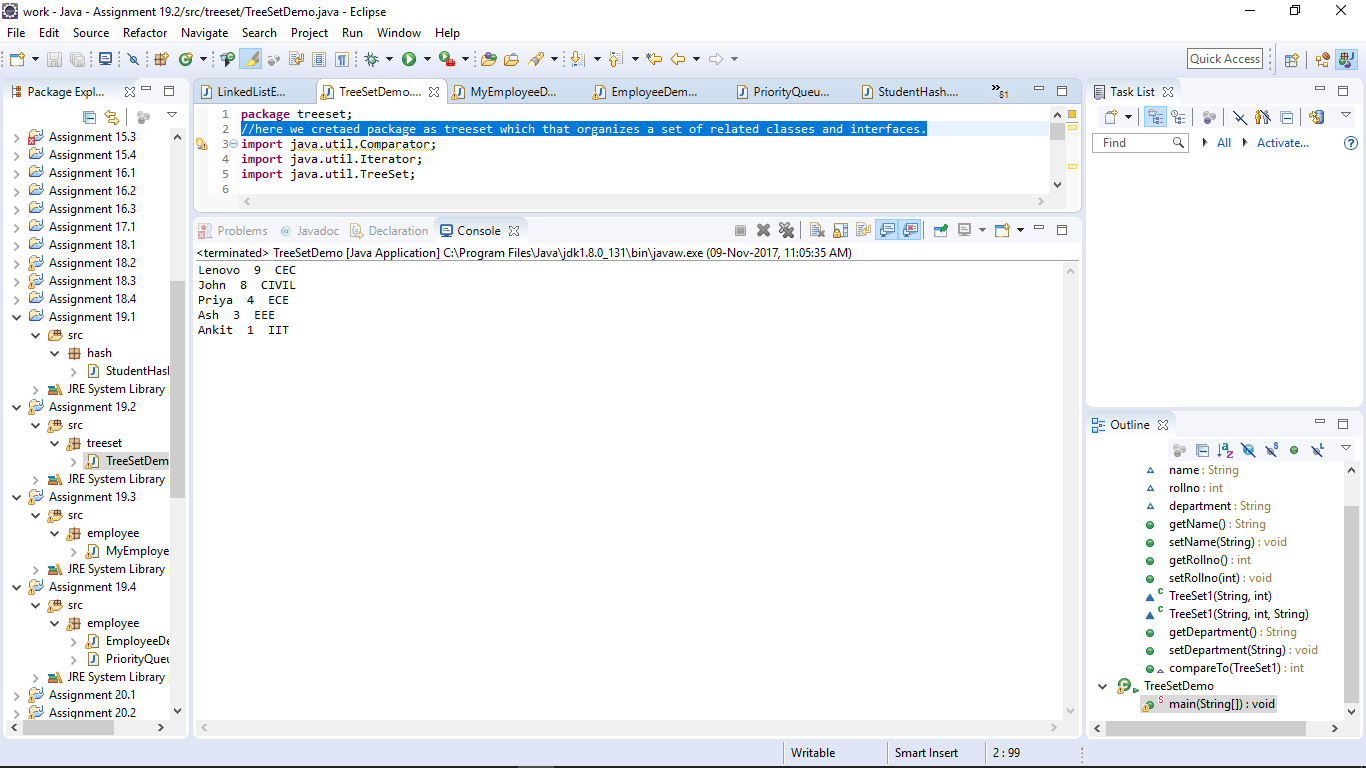 work - Java - Assignment 19.2/src/treeset/TreeSetDemo.java - Eclipse
File Edit Source Refactor Navigate Search Project Run Window Help
Quick Access
Package Expl...
Assignment 15.3
Assignment 15.4
Assignment 16.1
Assignment 16.2
Assignment 16.3
Assignment 17.1
Assignment 18.1
Assignment 18.2
Assignment 18.3
Assignment 18.4
Assignment 19.1
src
hash
StudentHasl
JRE System Library
Assignment 19.2
src
treeset
TreeSetDem
JRE System Library
Assignment 19.3
src
employee
MyEmploye
JRE System Library
Assignment 19.4
src
employee
EmployeeDe
PriorityQueu
JRE System Library
Assignment 20.1
Assignment 20.2
LinkedListE... TreeSetDemo.... MyEmployeeD... EmployeeDem... PriorityQueu... StudentHash.... »81
1 package treeset;
2 //here we cretaed package as treeset which that organizes a set of related classes and interfaces.
3 import java.util.Comparator;
4 import java.util.Iterator;
5 import java.util.TreeSet;
6
Problems @ Javadoc Declaration Console
<terminated> TreeSetDemo [Java Application] C:\Program Files\Java\jdk1.8.0_131\bin\javaw.exe (09-Nov-2017, 11:05:35 AM)
Lenovo 9 CEC
John 8 CIVIL
Priya 4 ECE
Ash 3 EEE
Ankit 1 IIT
Task List
Find All Activate...
Outline
name : String
rollno : int
department : String
getName() : String
setName(String) : void
getRollno() : int
setRollno(int) : void
TreeSet1(String, int)
TreeSet1(String, int, String)
getDepartment() : String
setDepartment(String) : void
compareTo(TreeSet1) : int
TreeSetDemo
main(String[]) : void
Writable Smart Insert 2 : 99